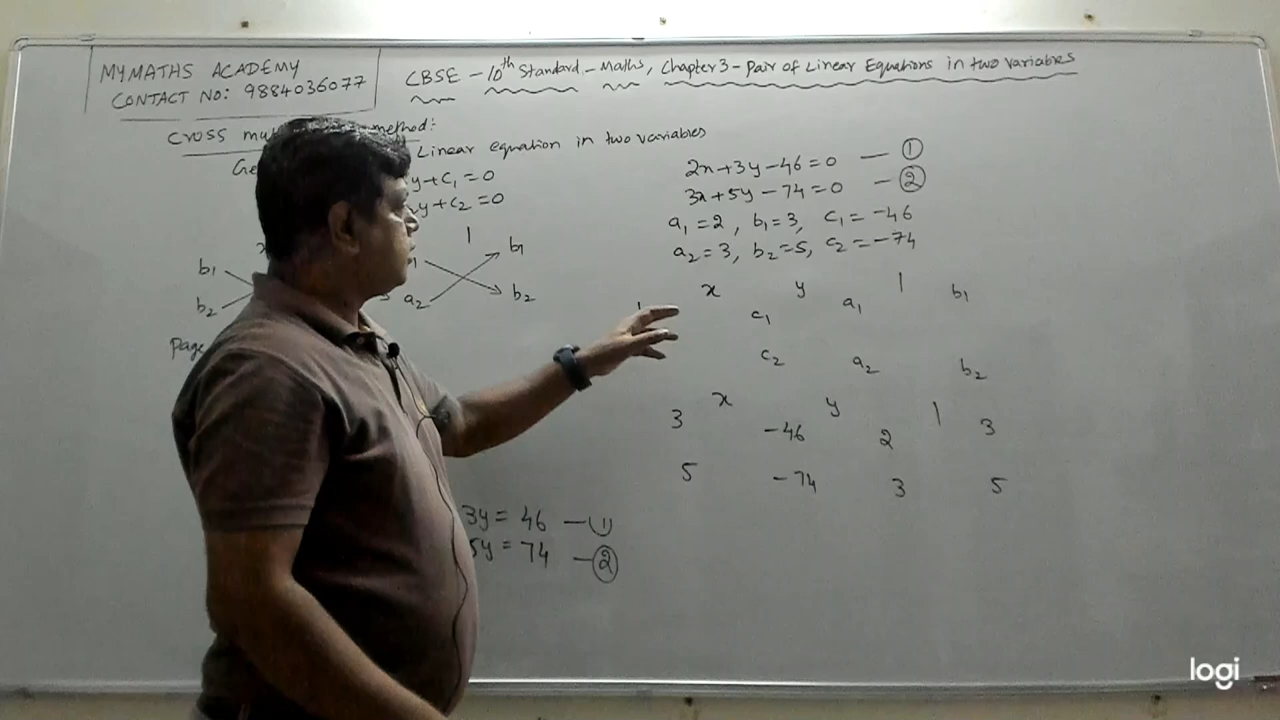 MYMATHS ACADEMY
CONTACT NO: 9884036077
CBSE - 10th Standard - Maths, Chapter 3 - Pair of Linear Equations in two variables
Cross method:
Linear equation in two variables
y + c1 = 0
y + c2 = 0
1
b1 b1
b2 a2 b2
Page
3y = 46 — 1
5y = 74 — 2
2x + 3y - 46 = 0 — 1
3x + 5y - 74 = 0 — 2
a1 = 2, b1 = 3, c1 = -46
a2 = 3, b2 = 5, c2 = -74
x y 1
c1 a1 b1
c2 a2 b2
x y 1
3 -46 2 3
5 -74 3 5
logi